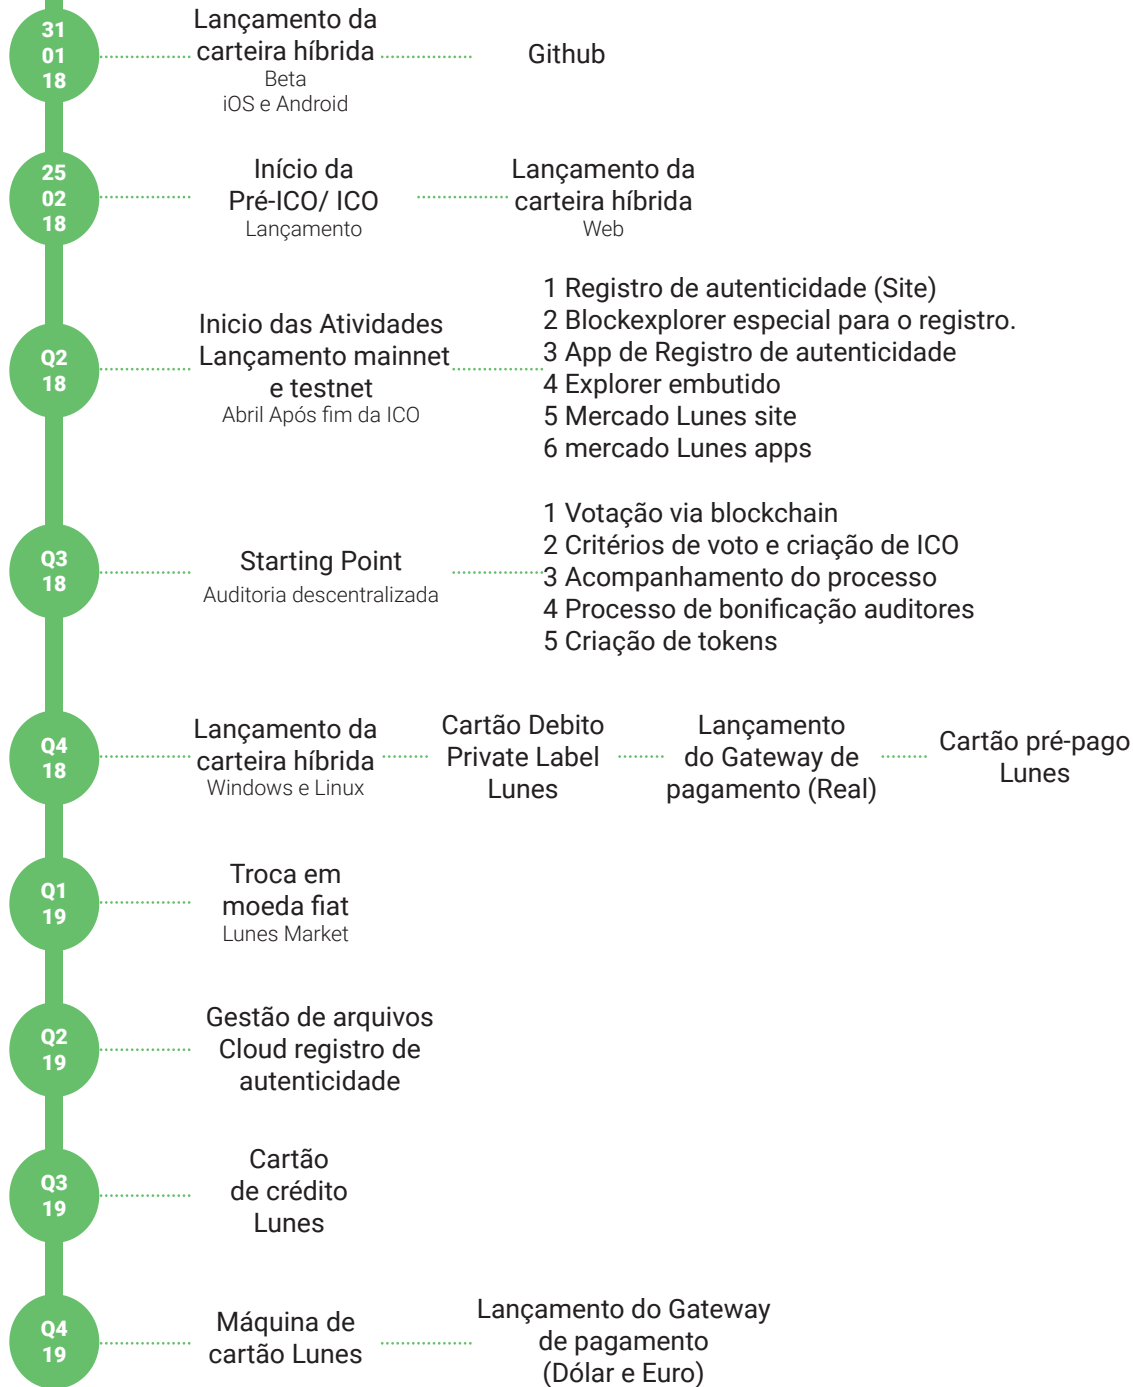 31
01
18
Lançamento da
carteira híbrida
Beta
iOS e Android
Github
25
02
18
Início da
Pré-ICO/ ICO
Lançamento
Lançamento da
carteira híbrida
Web
Q2
18
Inicio das Atividades
Lançamento mainnet
e testnet
Abril Após fim da ICO
1 Registro de autenticidade (Site)
2 Blockexplorer especial para o registro.
3 App de Registro de autenticidade
4 Explorer embutido
5 Mercado Lunes site
6 mercado Lunes apps
Q3
18
Starting Point
Auditoria descentralizada
1 Votação via blockchain
2 Critérios de voto e criação de ICO
3 Acompanhamento do processo
4 Processo de bonificação auditores
5 Criação de tokens
Q4
18
Lançamento da
carteira híbrida
Windows e Linux
Cartão Debito
Private Label
Lunes
Lançamento
do Gateway de
pagamento (Real)
Cartão pré-pago
Lunes
Q1
19
Troca em
moeda fiat
Lunes Market
Q2
19
Gestão de arquivos
Cloud registro de
autenticidade
Q3
19
Cartão
de crédito
Lunes
Q4
19
Máquina de
cartão Lunes
Lançamento do Gateway
de pagamento
(Dólar e Euro)